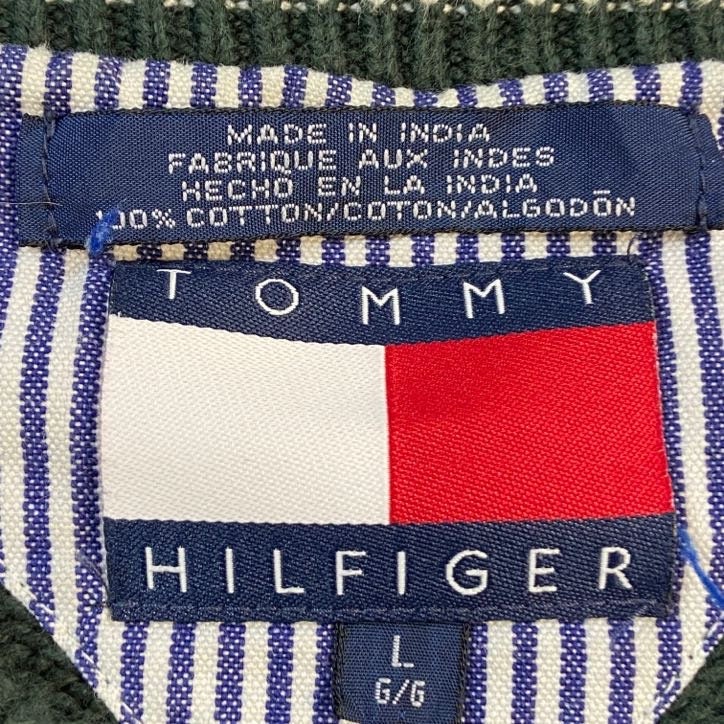 MADE IN INDIA
FABRIQUE AUX INDES
HECHO EN LA INDIA
100% COTTON/COTON/ALGODÓN
TOMMY
HILFIGER
L
G/G